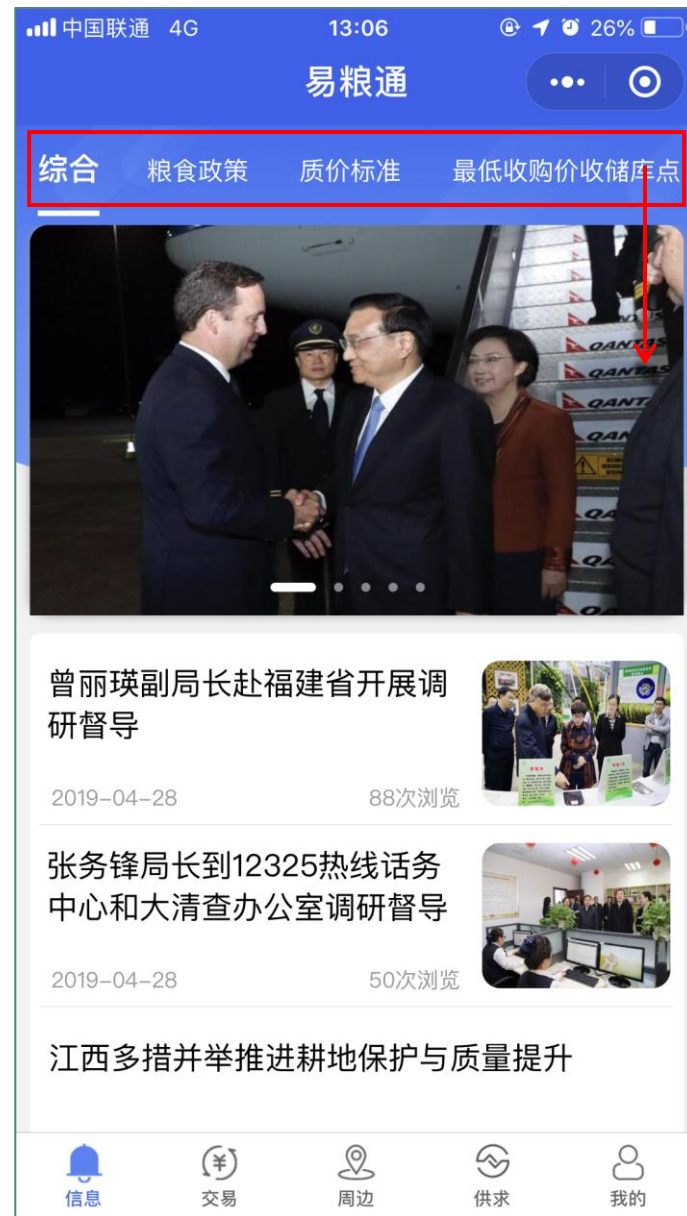 中国联通 4G 13:06 26%
易粮通
综合 粮食政策 质价标准 最低收购价收储库点
QANTAS
QANTAS
QANTAS
曾丽瑛副局长赴福建省开展调
研督导
2019-04-28 88次浏览
张务锋局长到12325热线话务
中心和大清查办公室调研督导
2019-04-28 50次浏览
江西多措并举推进耕地保护与质量提升
信息 交易 周边 供求 我的